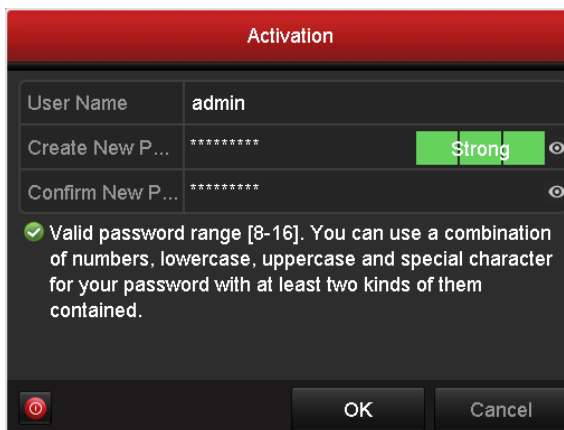 Activation
User Name admin
Create New P... ********* Strong
Confirm New P... *********
Valid password range [8-16]. You can use a combination
of numbers, lowercase, uppercase and special character
for your password with at least two kinds of them
contained.
OK Cancel